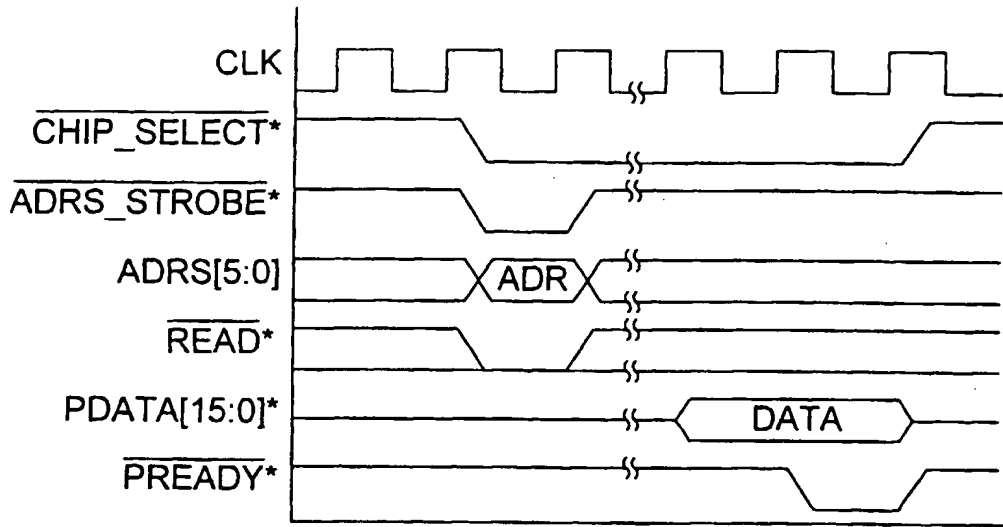 CLK
CHIP_SELECT*
ADRS_STROBE*
ADRS[5:0]
ADR
READ*
PDATA[15:0]*
DATA
PREADY*